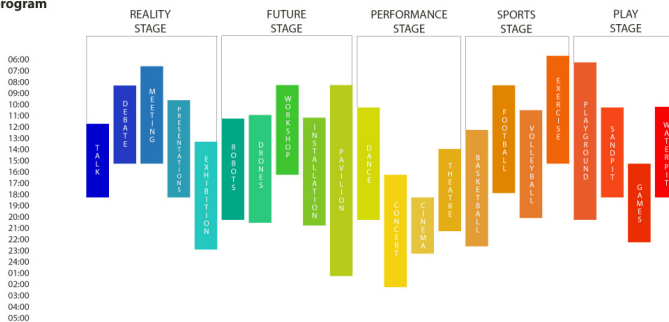 rogram
REALITY STAGE
FUTURE STAGE
PERFORMANCE STAGE
SPORTS STAGE
PLAY STAGE
06:00
07:00
08:00
09:00
10:00
11:00
12:00
13:00
14:00
15:00
16:00
17:00
18:00
19:00
20:00
21:00
22:00
23:00
24:00
01:00
02:00
03:00
04:00
05:00
TALK
DEBATE
MEETING
PRESENTATIONS
EXHIBITION
ROBOTS
DRONES
WORKSHOP
INSTALLATION
PAVILION
DANCE
CONCERT
CINEMA
THEATRE
BASKETBALL
FOOTBALL
VOLLEYBALL
EXERCISE
PLAYGROUND
SANDPIT
GAMES
WATERPIT